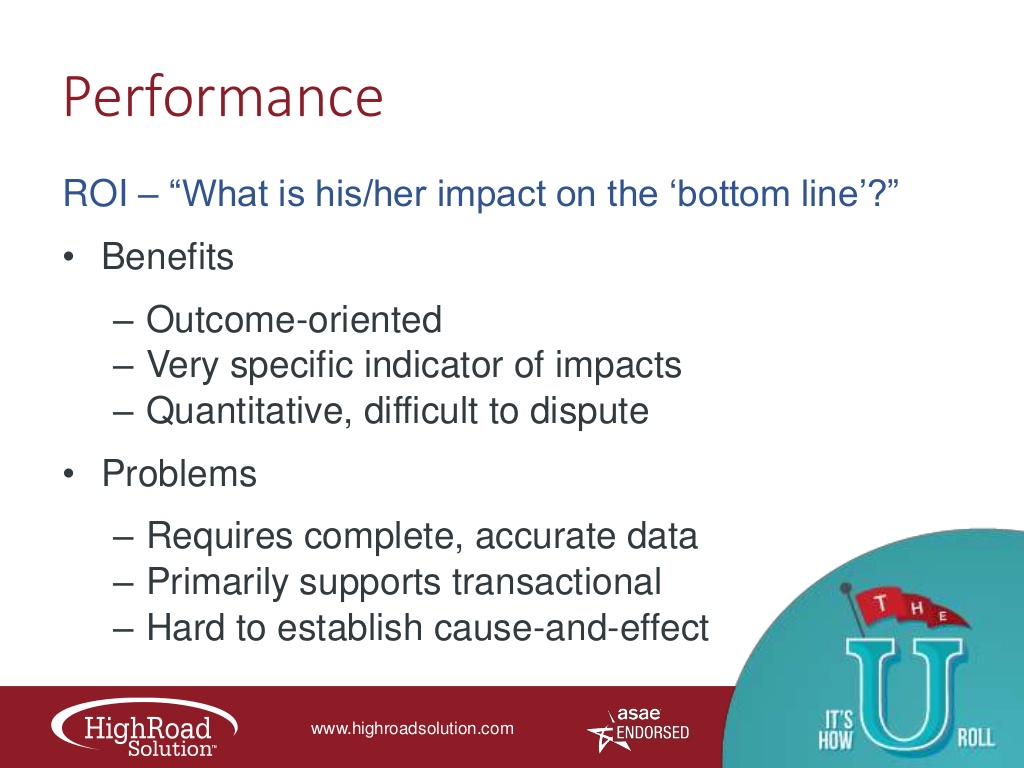 Performance
ROI – “What is his/her impact on the ‘bottom line’?”
• Benefits
– Outcome-oriented
– Very specific indicator of impacts
– Quantitative, difficult to dispute
• Problems
– Requires complete, accurate data
– Primarily supports transactional
– Hard to establish cause-and-effect
HighRoad
Solution™
www.highroadsolution.com
asae
ENDORSED
THE
U
IT'S
HOW
ROLL